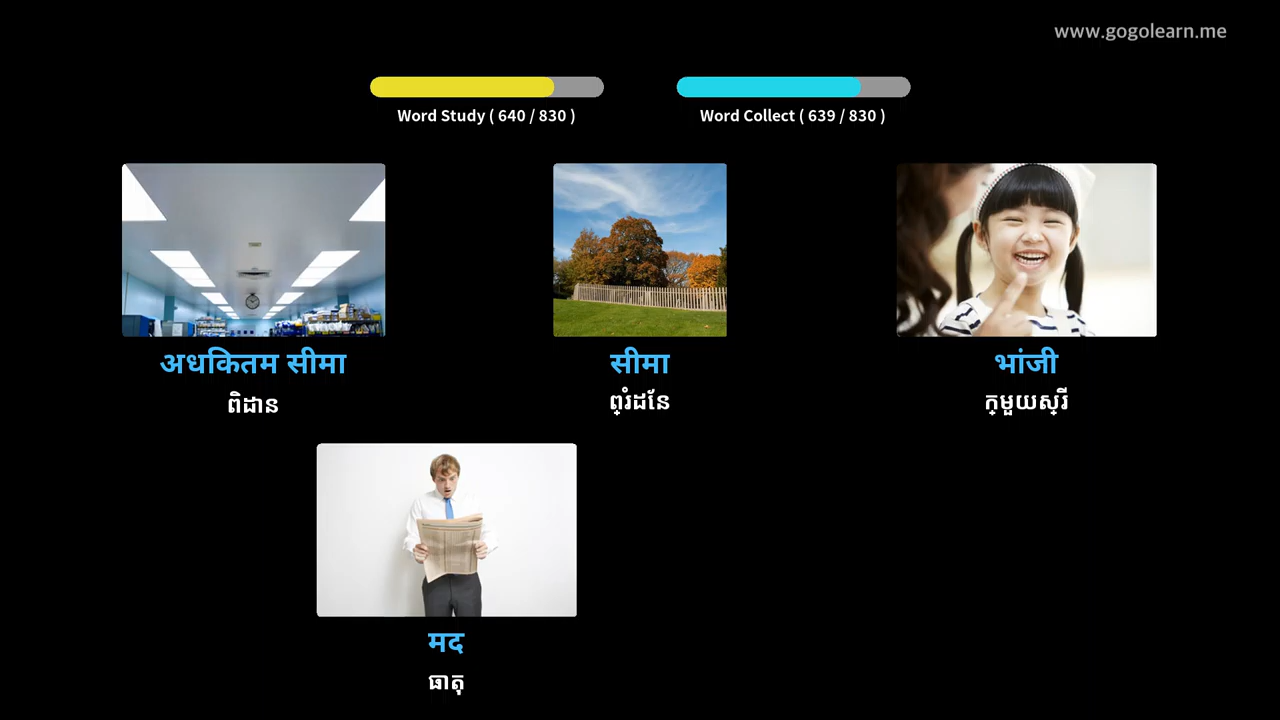 www.gogolearn.me
Word Study ( 640 / 830 )
Word Collect ( 639 / 830 )
अधकितम सीमा
सीमा
भांजी
ពិដាន
ព្រំដែន
ក្មួយស្រី
मद
ធាតុ